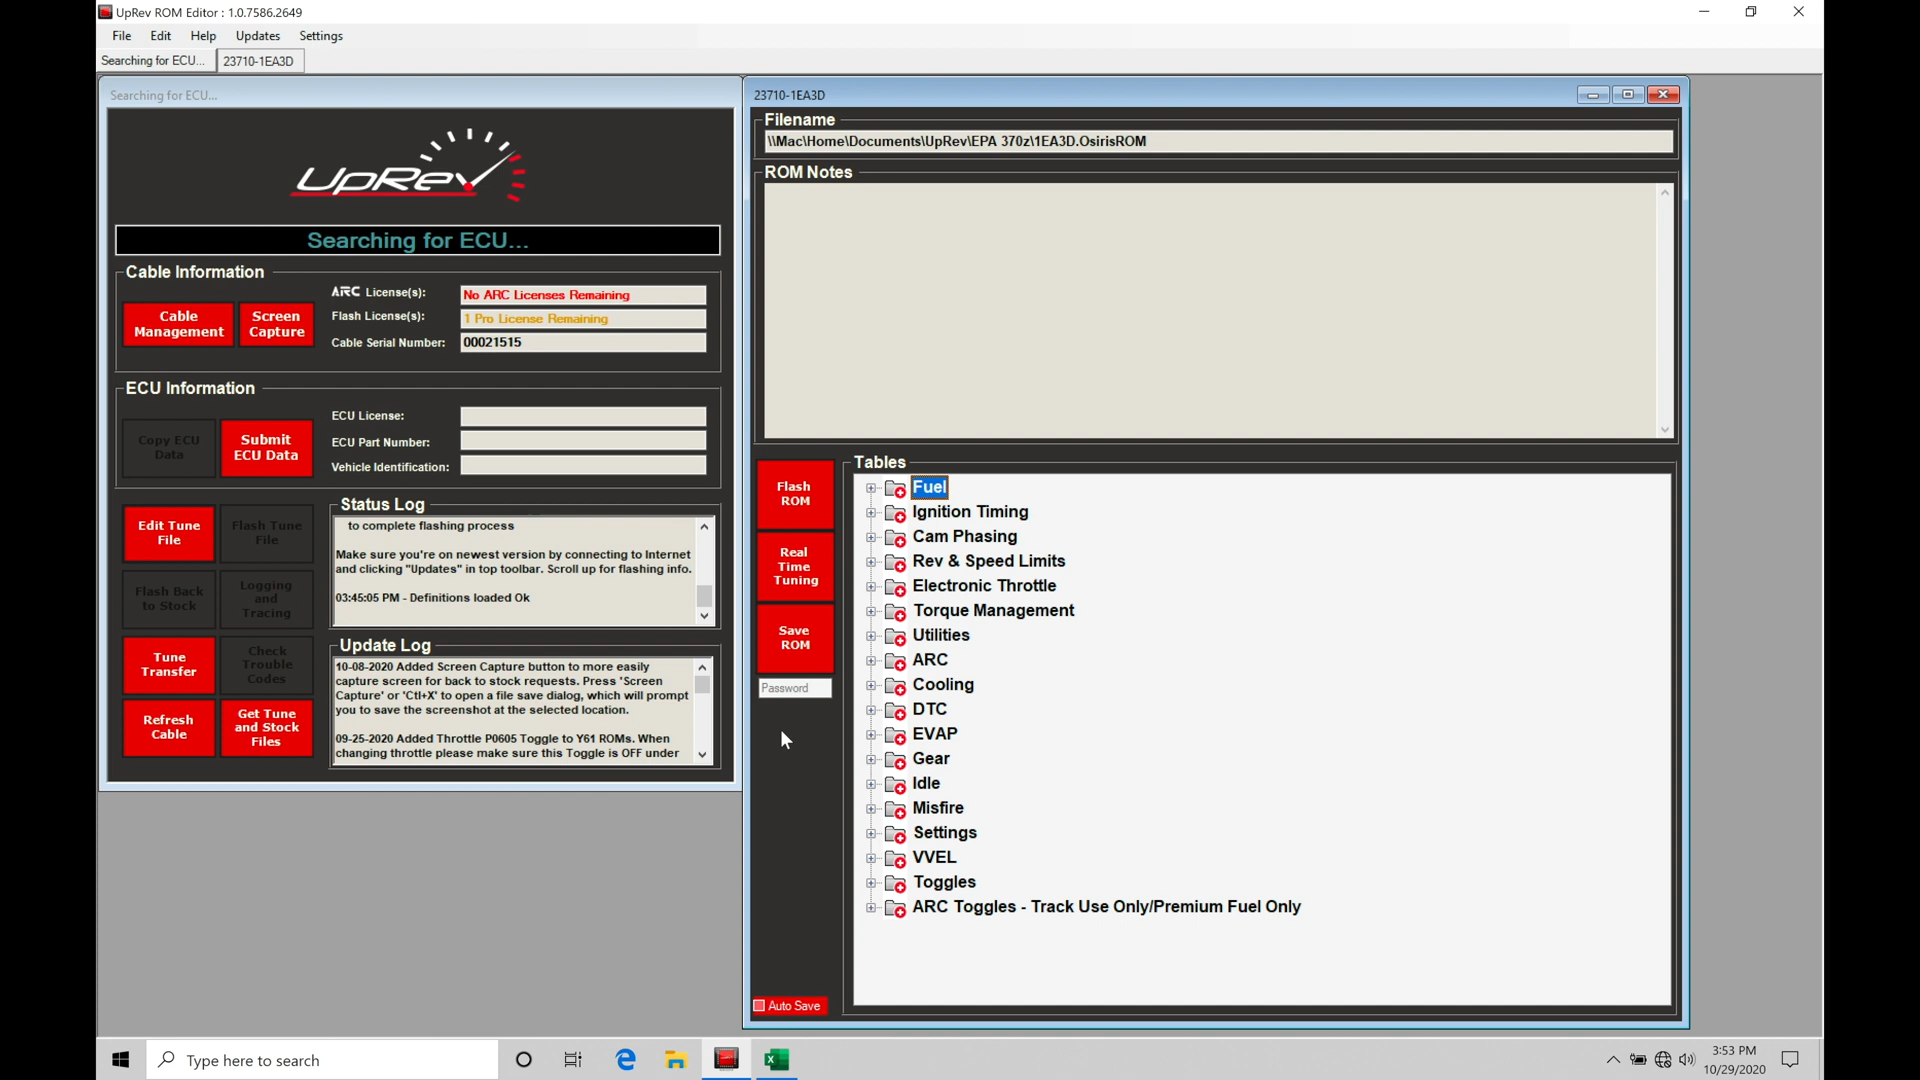 UpRev ROM Editor : 1.0.7586.2649
File Edit Help Updates Settings
Searching for ECU... 23710-1EA3D
Searching for ECU...
UpRev
Searching for ECU...
Cable Information
Cable Management
Screen Capture
ARC License(s): No ARC Licenses Remaining
Flash License(s): 1 Pro License Remaining
Cable Serial Number: 00021515
ECU Information
Copy ECU Data
Submit ECU Data
ECU License:
ECU Part Number:
Vehicle Identification:
Edit Tune File
Flash Tune File
Flash Back to Stock
Logging and Tracing
Tune Transfer
Check Trouble Codes
Refresh Cable
Get Tune and Stock Files
Status Log
to complete flashing process
Make sure you're on newest version by connecting to Internet
and clicking "Updates" in top toolbar. Scroll up for flashing info.
03:45:05 PM - Definitions loaded Ok
Update Log
10-08-2020 Added Screen Capture button to more easily
capture screen for back to stock requests. Press 'Screen
Capture' or 'Ctl+X' to open a file save dialog, which will prompt
you to save the screenshot at the selected location.
09-25-2020 Added Throttle P0605 Toggle to Y61 ROMs. When
changing throttle please make sure this Toggle is OFF under
23710-1EA3D
Filename
\\Mac\Home\Documents\UpRev\EPA 370z\1EA3D.OsirisROM
ROM Notes
Flash ROM
Real Time Tuning
Save ROM
Password
Auto Save
Tables
Fuel
Ignition Timing
Cam Phasing
Rev & Speed Limits
Electronic Throttle
Torque Management
Utilities
ARC
Cooling
DTC
EVAP
Gear
Idle
Misfire
Settings
VVEL
Toggles
ARC Toggles - Track Use Only/Premium Fuel Only
Type here to search
3:53 PM
10/29/2020